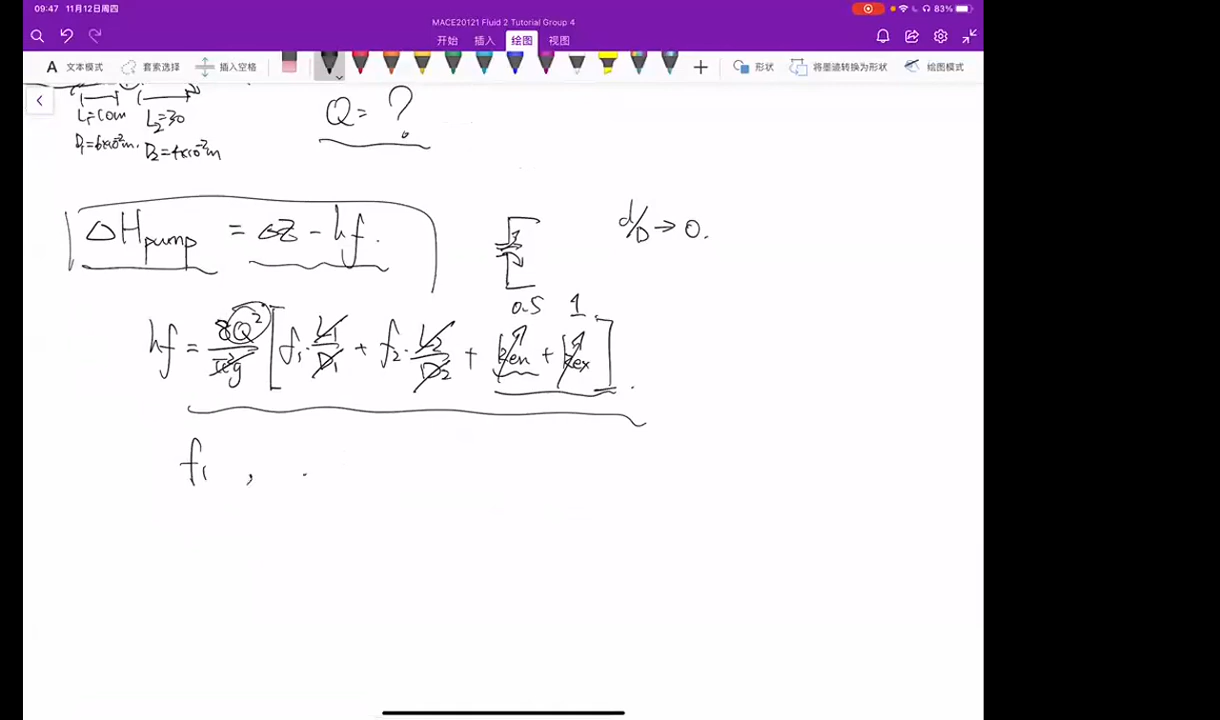 09:47 11月12日周四
83%
MACE20121 Fluid 2 Tutorial Group 4
开始 插入 绘图 视图
文本模式 套索选择 插入空格 形状 将墨迹转换为形状 绘图模式
L₁=10m L₂=30
D₁=6x10⁻²m. D₂=4x10⁻²m
Q= ?
ΔHpump = Δz - hf.
d/D → 0.
0.5 1.
hf = 8Q²/π²g [f₁· L₁/D₁ + f₂· L₂/D₂ + ken + kex].
f₁ , .